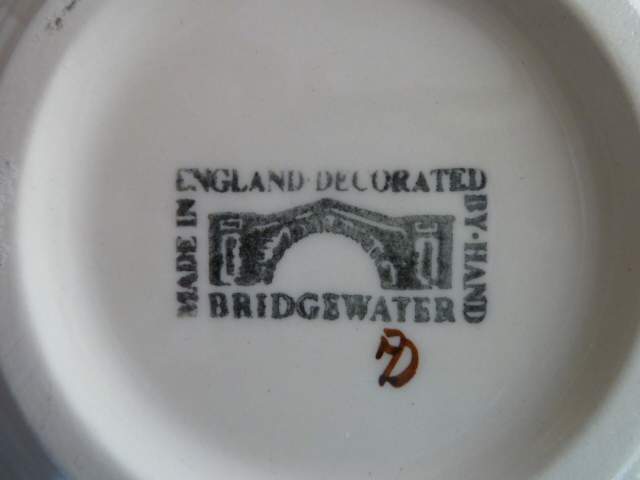 MADE IN ENGLAND · DECORATED BY · HAND
BRIDGEWATER